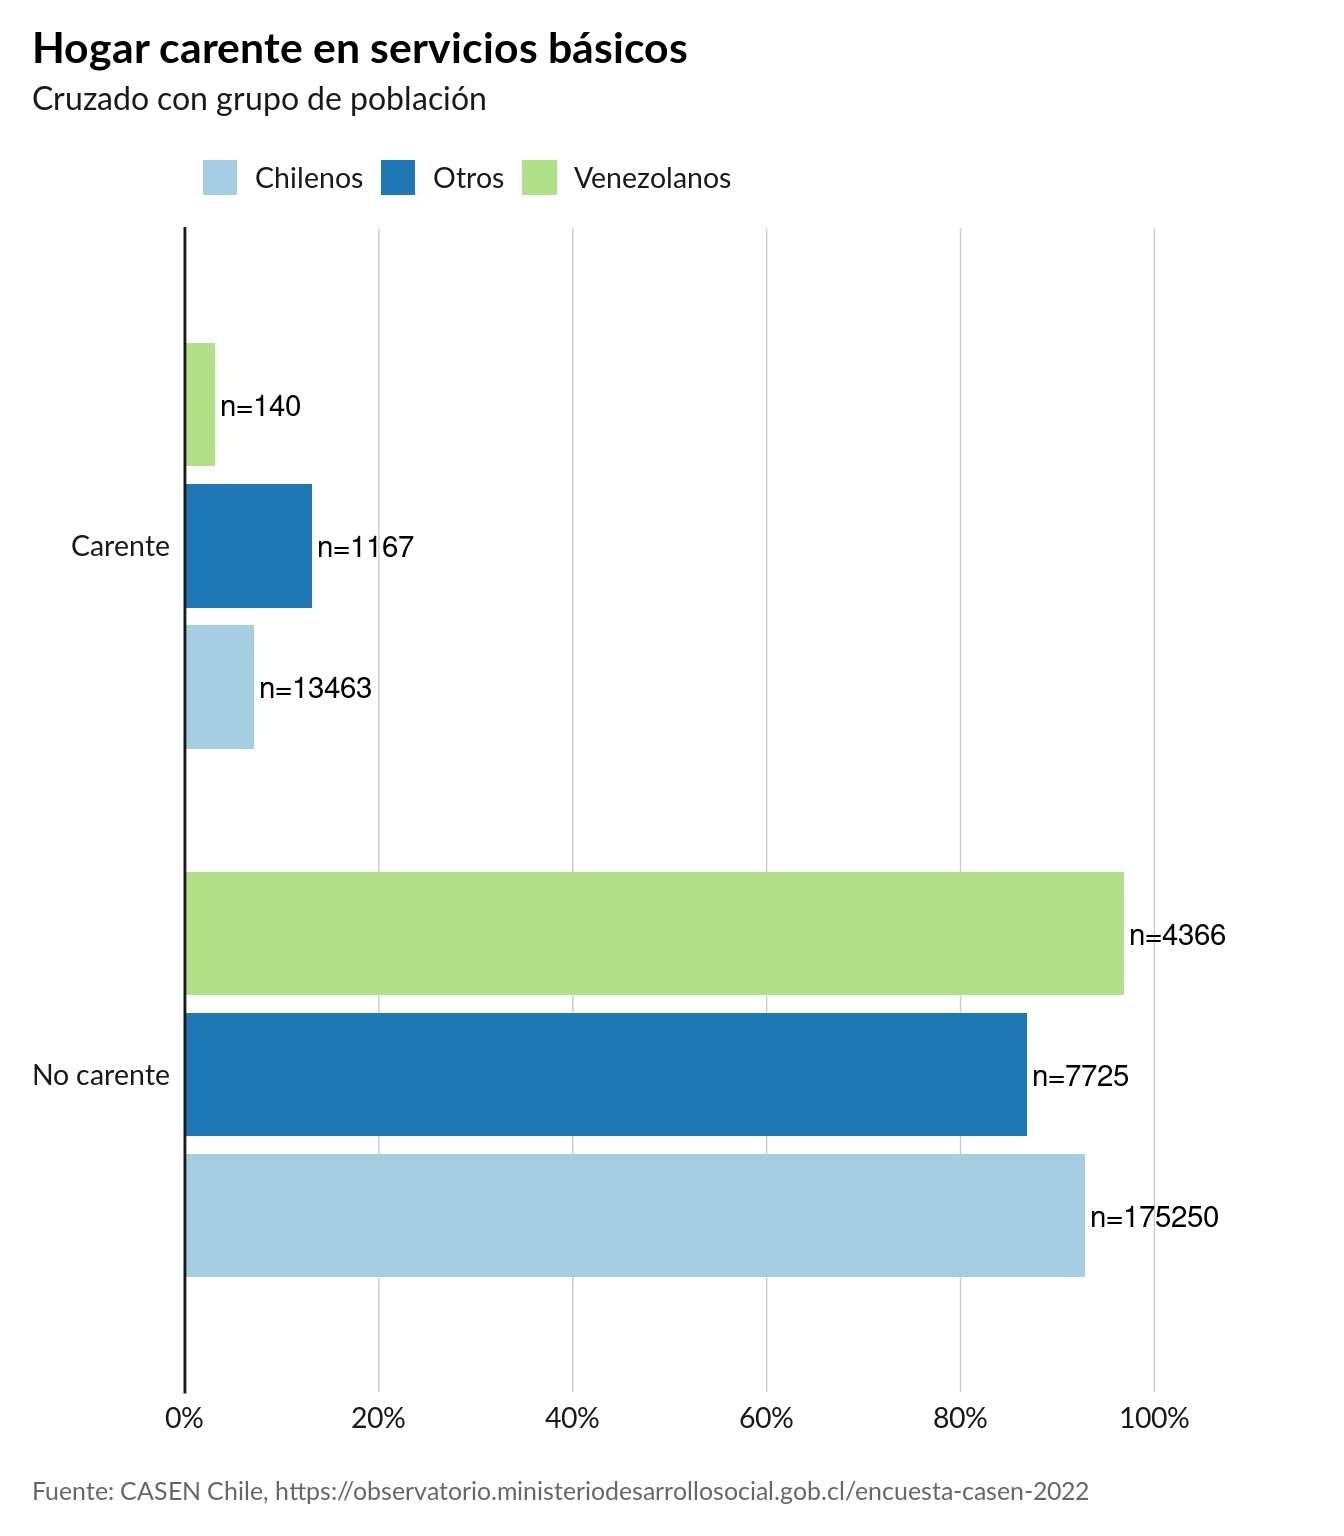 Hogar carente en servicios básicos
Cruzado con grupo de población
Chilenos Otros Venezolanos
n=140
Carente n=1167
n=13463
n=4366
No carente n=7725
n=175250
0% 20% 40% 60% 80% 100%
Fuente: CASEN Chile, https://observatorio.ministeriodesarrollosocial.gob.cl/encuesta-casen-2022